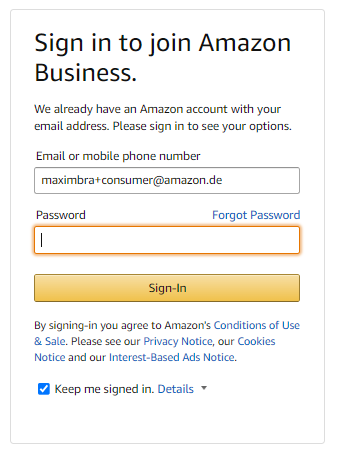 Sign in to join Amazon
Business.
We already have an Amazon account with your
email address. Please sign in to see your options.
Email or mobile phone number
maximbra+consumer@amazon.de
Password Forgot Password
Sign-In
By signing-in you agree to Amazon's Conditions of Use
& Sale. Please see our Privacy Notice, our Cookies
Notice and our Interest-Based Ads Notice.
Keep me signed in. Details